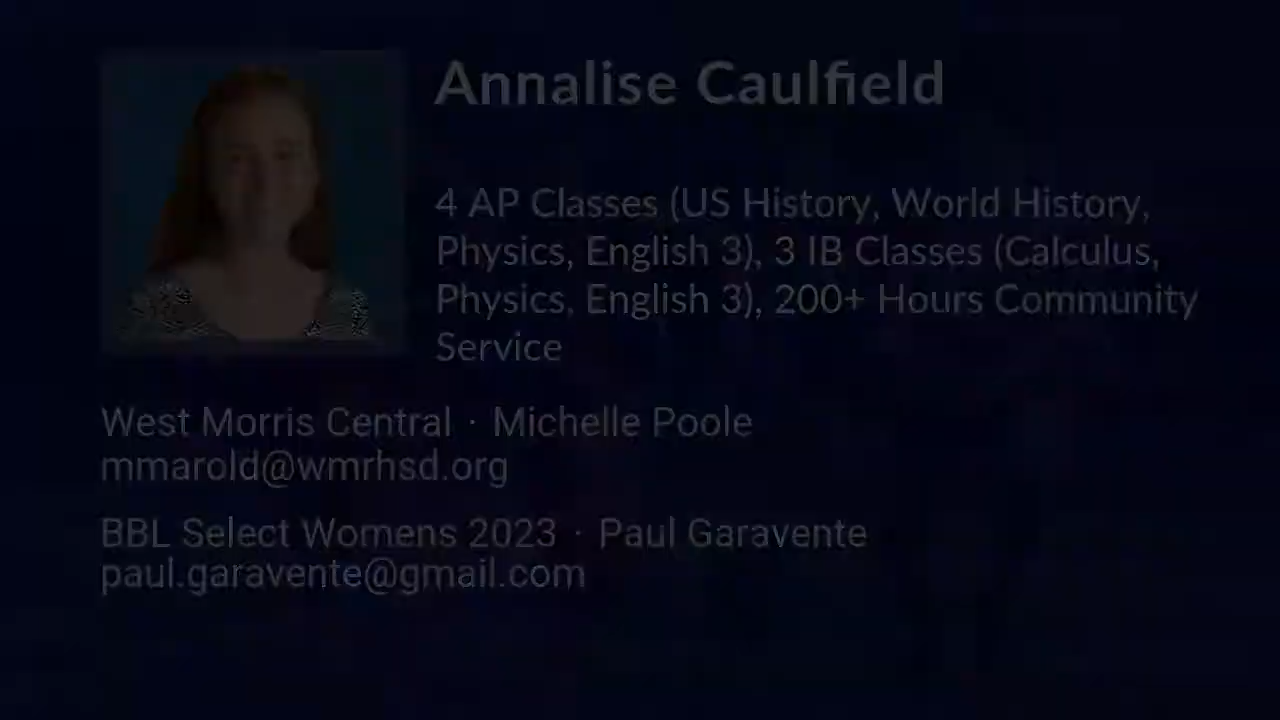 Annalise Caulfield
4 AP Classes (US History, World History,
Physics, English 3), 3 IB Classes (Calculus,
Physics, English 3), 200+ Hours Community
Service
West Morris Central · Michelle Poole
mmarold@wmrhsd.org
BBL Select Womens 2023 · Paul Garavente
paul.garavente@gmail.com